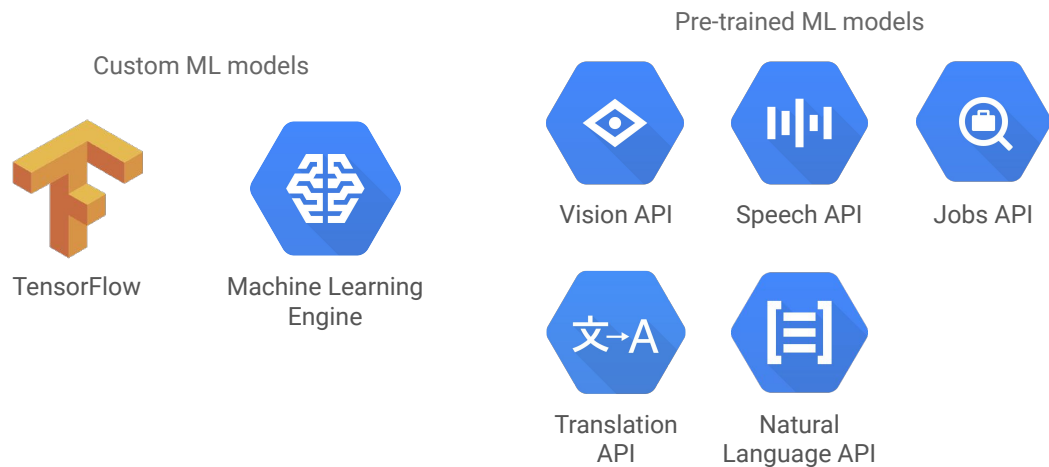 Custom ML models
TensorFlow
Machine Learning
Engine
Pre-trained ML models
Vision API
Speech API
Jobs API
文→A
Translation
API
Natural
Language API